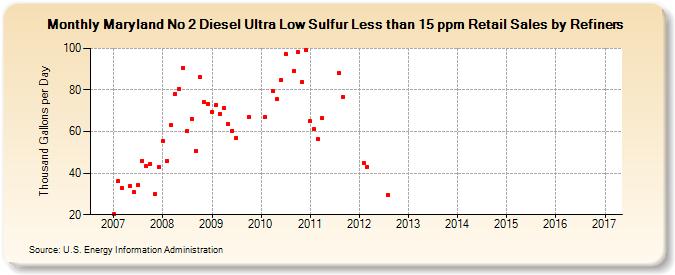 Monthly Maryland No 2 Diesel Ultra Low Sulfur Less than 15 ppm Retail Sales by Refiners
Thousand Gallons per Day
100
80
60
40
20
2007 2008 2009 2010 2011 2012 2013 2014 2015 2016 2017
Source: U.S. Energy Information Administration